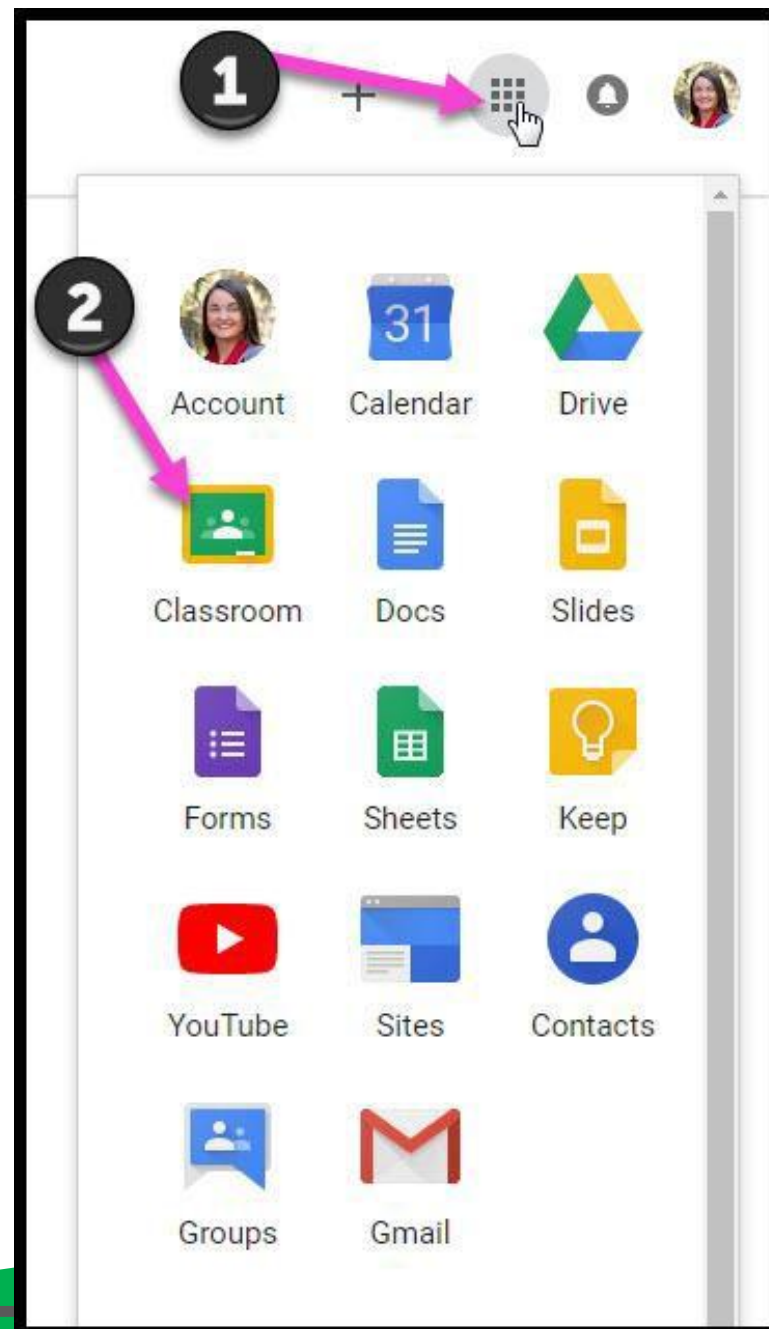 1
2
31
Account Calendar Drive
Classroom Docs Slides
Forms Sheets Keep
YouTube Sites Contacts
Groups Gmail